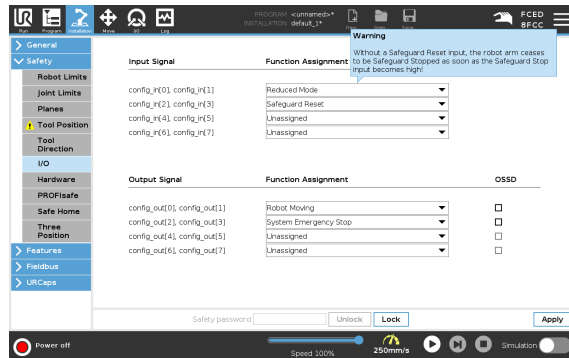 PROGRAM <unnamed>*
INSTALLATION default_1*
FCED
8FCC
Run Program Installation Move I/O Log
Warning
Without a Safeguard Reset input, the robot arm ceases
to be Safeguard Stopped as soon as the Safeguard Stop
input becomes high!
General
Safety
Robot Limits
Joint Limits
Planes
Tool Position
Tool
Direction
I/O
Hardware
PROFIsafe
Safe Home
Three
Position
Features
Fieldbus
URCaps
Input Signal Function Assignment
config_in[0], config_in[1] Reduced Mode
config_in[2], config_in[3] Safeguard Reset
config_in[4], config_in[5] Unassigned
config_in[6], config_in[7] Unassigned
Output Signal Function Assignment OSSD
config_out[0], config_out[1] Robot Moving
config_out[2], config_out[3] System Emergency Stop
config_out[4], config_out[5] Unassigned
config_out[6], config_out[7] Unassigned
Safety password Unlock Lock Apply
Power off
Speed 100%
250mm/s
Simulation